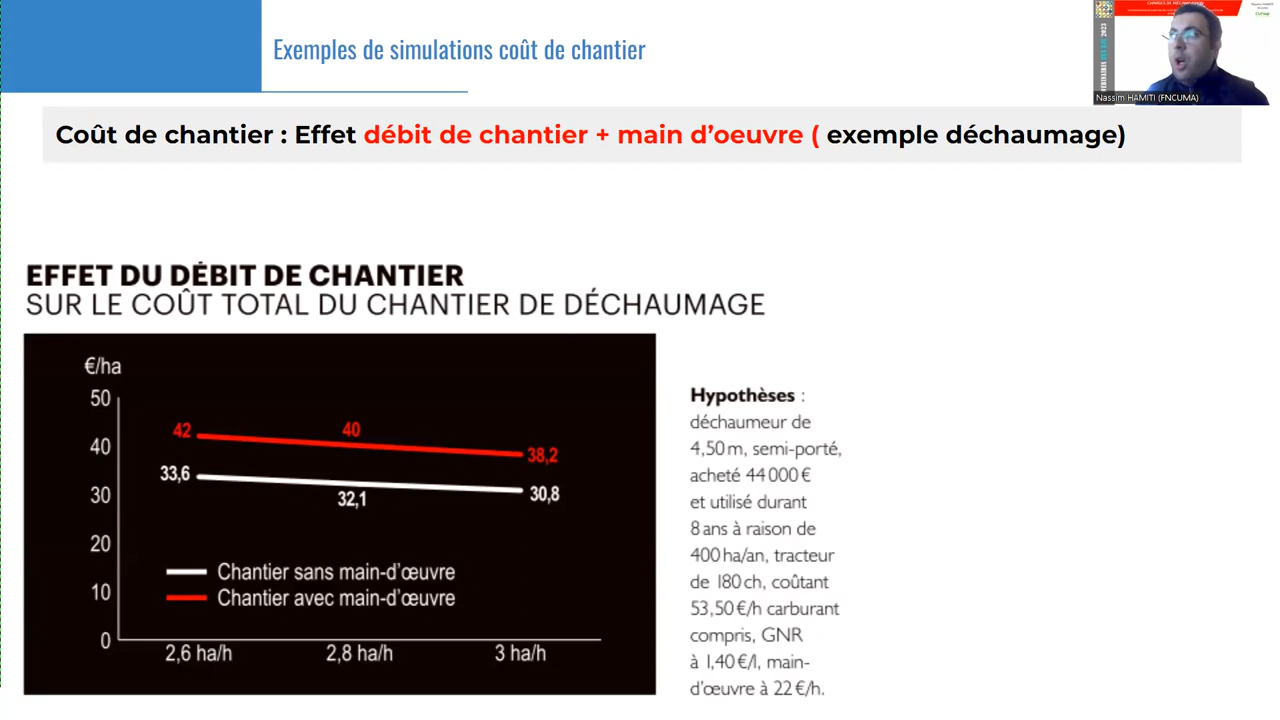 Exemples de simulations coût de chantier
Nassim HAMITI (FNCUMA)
Coût de chantier : Effet débit de chantier + main d’oeuvre ( exemple déchaumage)
EFFET DU DÉBIT DE CHANTIER
SUR LE COÛT TOTAL DU CHANTIER DE DÉCHAUMAGE
€/ha
50
40
30
20
10
0
42
40
38,2
33,6
32,1
30,8
Chantier sans main-d’œuvre
Chantier avec main-d’œuvre
2,6 ha/h
2,8 ha/h
3 ha/h
Hypothèses :
déchaumeur de
4,50 m, semi-porté,
acheté 44 000 €
et utilisé durant
8 ans à raison de
400 ha/an, tracteur
de 180 ch, coûtant
53,50 €/h carburant
compris, GNR
à 1,40 €/l, main-
d’œuvre à 22 €/h.